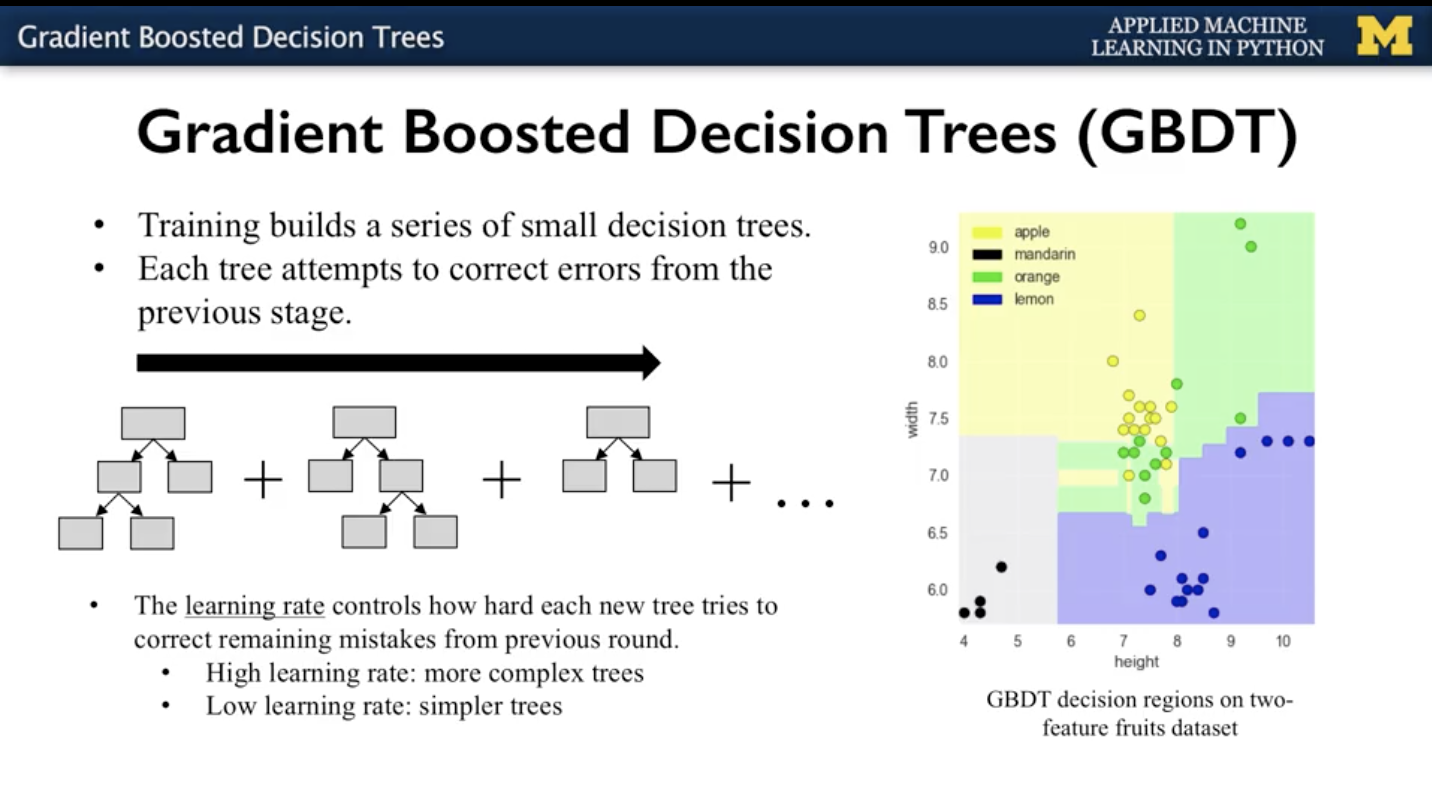 Gradient Boosted Decision Trees
APPLIED MACHINE
LEARNING IN PYTHON
M
Gradient Boosted Decision Trees (GBDT)
• Training builds a series of small decision trees.
• Each tree attempts to correct errors from the
previous stage.
+ + + ...
• The learning rate controls how hard each new tree tries to
correct remaining mistakes from previous round.
• High learning rate: more complex trees
• Low learning rate: simpler trees
apple
mandarin
orange
lemon
9.0
8.5
8.0
7.5
7.0
6.5
6.0
width
4 5 6 7 8 9 10
height
GBDT decision regions on two-
feature fruits dataset